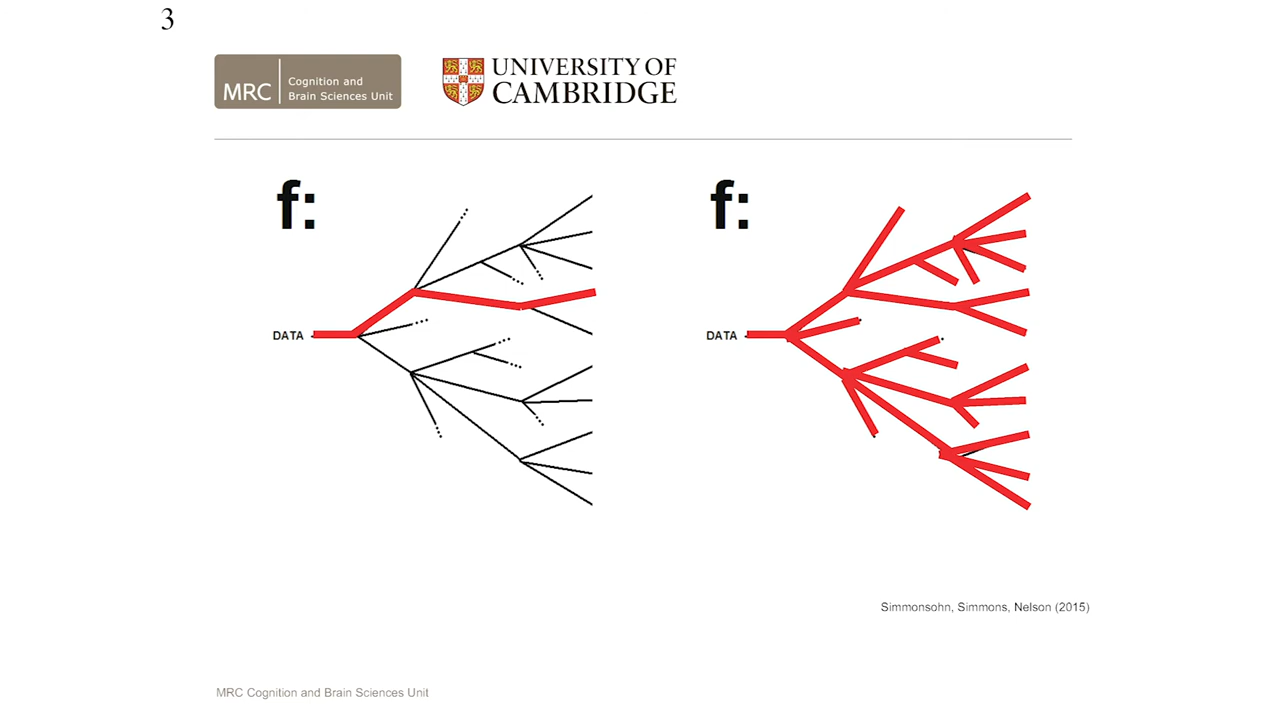 3
MRC
Cognition and
Brain Sciences Unit
UNIVERSITY OF
CAMBRIDGE
f:
f:
DATA
DATA
Simmonsohn, Simmons, Nelson (2015)
MRC Cognition and Brain Sciences Unit